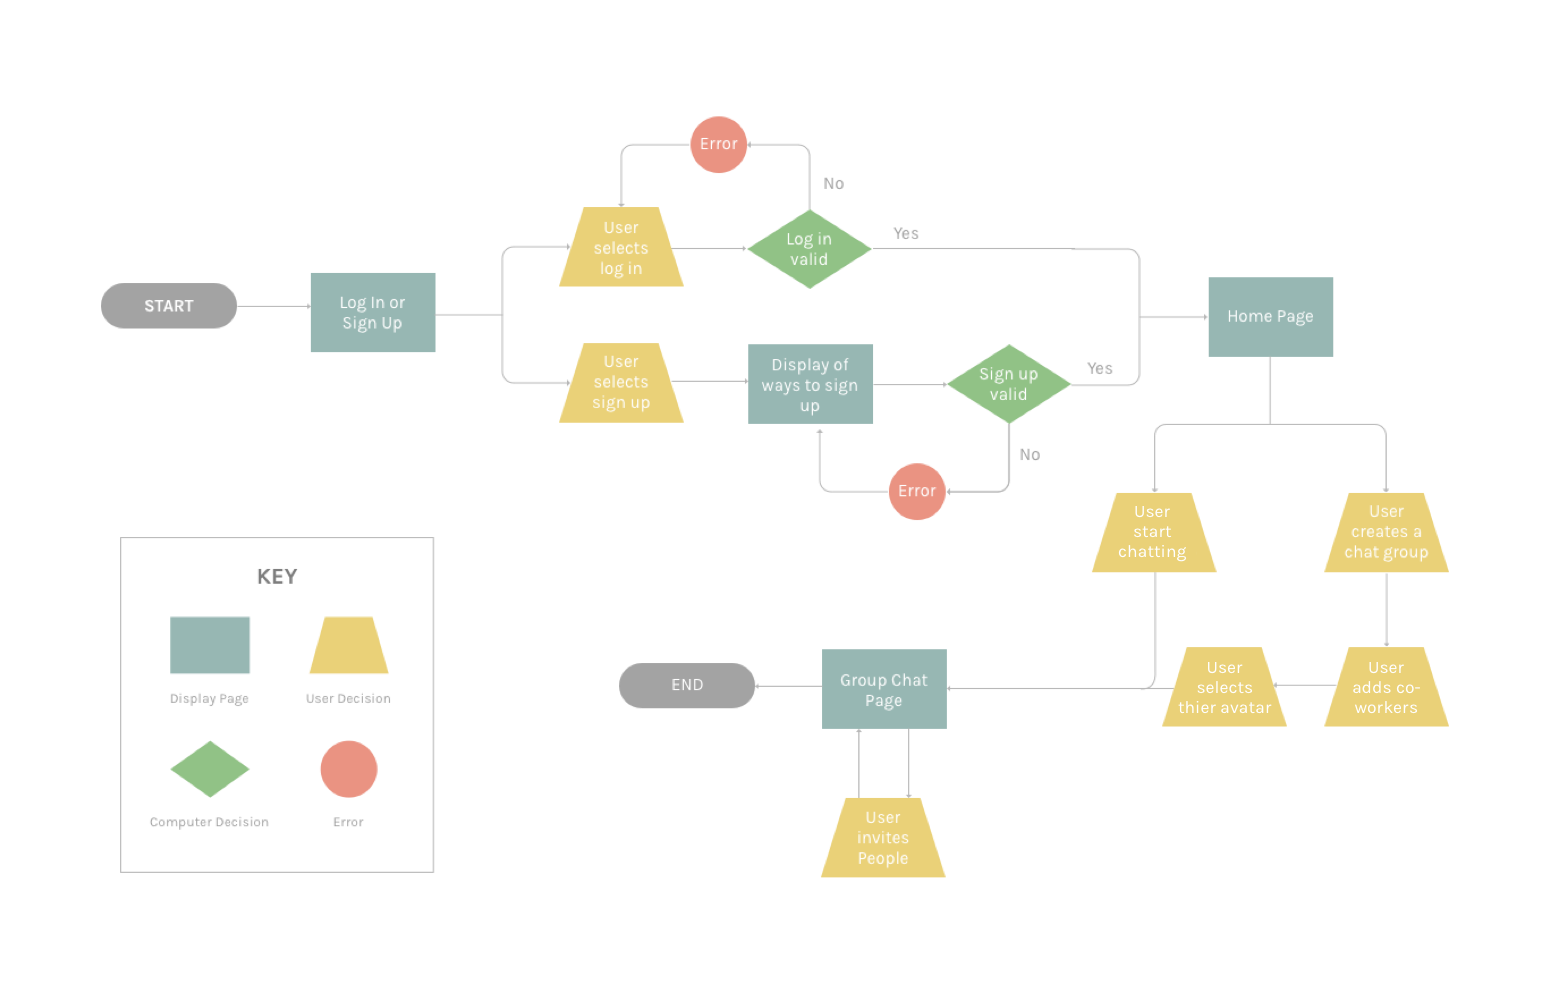 Error
No
User
selects
log in
Log in
valid
Yes
START
Log In or
Sign Up
Home Page
User
selects
sign up
Display of
ways to sign
up
Sign up
valid
Yes
No
Error
User
start
chatting
User
creates a
chat group
KEY
Display Page
User Decision
Computer Decision
Error
END
Group Chat
Page
User
selects
thier avatar
User
adds co-
workers
User
invites
People